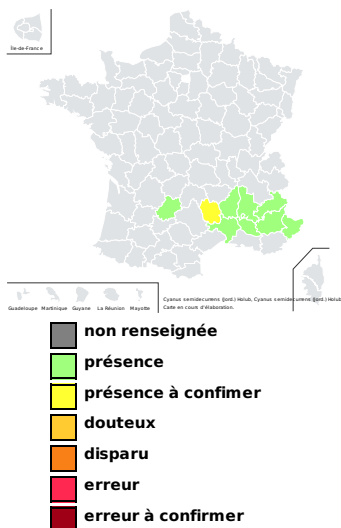 Île-de-France
Guadeloupe Martinique Guyane La Réunion Mayotte
Cyanus semidecurrens (Jord.) Holub, Cyanus semidecurrens (Jord.) Holub
Carte en cours d'élaboration.
non renseignée
présence
présence à confimer
douteux
disparu
erreur
erreur à confirmer